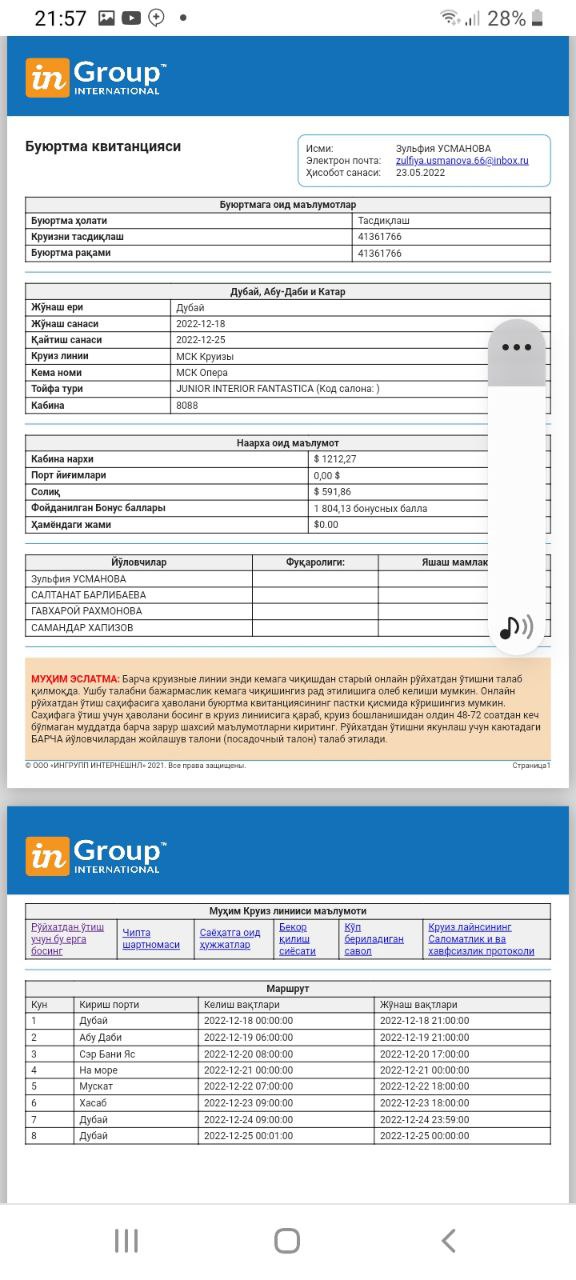 21:57
28%
in Group™
INTERNATIONAL
Буюртма квитанцияси
Исми: Зульфия УСМАНОВА
Электрон почта: zulfiya.usmanova.66@inbox.ru
Ҳисобот санаси: 23.05.2022
Буюртмага оид маълумотлар
Буюртма ҳолати Тасдиқлаш
Круизни тасдиқлаш 41361766
Буюртма рақами 41361766
Дубай, Абу-Даби и Катар
Жўнаш ери Дубай
Жўнаш санаси 2022-12-18
Қайтиш санаси 2022-12-25
Круиз линии МСК Круизы
Кема номи МСК Опера
Тойфа тури JUNIOR INTERIOR FANTASTICA (Код салона: )
Кабина 8088
Наарха оид маълумот
Кабина нархи $ 1212,27
Порт йиғимлари 0,00 $
Солиқ $ 591,86
Фойданилган Бонус баллары 1 804,13 бонусных балла
Ҳамёндаги жами $0.00
Йўловчилар Фуқаролиги: Яшаш мамлак
Зульфия УСМАНОВА
САЛТАНАТ БАРЛИБАЕВА
ГАВХАРОЙ РАХМОНОВА
САМАНДАР ХАПИЗОВ
МУҲИМ ЭСЛАТМА: Барча круизные линии энди кемага чиқишдан старый онлайн рўйхатдан ўтишни талаб
қилмоқда. Ушбу талабни бажармаслик кемага чиқишингиз рад этилишига олеб келиши мумкин. Онлайн
рўйхатдан ўтиш саҳифасига ҳаволани буюртма квитанциясининг пастки қисмида кўришингиз мумкин.
Саҳифага ўтиш учун ҳаволани босинг в круиз линиисига қараб, круиз бошланишидан олдин 48-72 соатдан кеч
бўлмаган муддатда барча зарур шахсий маълумотларни киритинг. Рўйхатдан ўтишни якунлаш учун каютадаги
БАРЧА йўловчилардан жойлашув талони (посадочный талон) талаб этилади.
© ООО «ИНГРУПП ИНТЕРНЕШНЛ» 2021. Все права защищены. Страница1
in Group™
INTERNATIONAL
Муҳим Круиз линииси маълумоти
Рўйхатдан ўтиш Чипта Саёҳатга оид Бекор Кўп Круиз лайнсининг
учун бу ерга шартномаси ҳужжатлар қилиш бериладиган Саломатлик и ва
босинг сиёсати савол хавфсизлик протоколи
Маршрут
Кун Кириш порти Келиш вақтлари Жўнаш вақтлари
1 Дубай 2022-12-18 00:00:00 2022-12-18 21:00:00
2 Абу Даби 2022-12-19 06:00:00 2022-12-19 21:00:00
3 Сэр Бани Яс 2022-12-20 08:00:00 2022-12-20 17:00:00
4 На море 2022-12-21 00:00:00 2022-12-21 00:00:00
5 Мускат 2022-12-22 07:00:00 2022-12-22 18:00:00
6 Хасаб 2022-12-23 09:00:00 2022-12-23 18:00:00
7 Дубай 2022-12-24 09:00:00 2022-12-24 23:59:00
8 Дубай 2022-12-25 00:01:00 2022-12-25 00:00:00